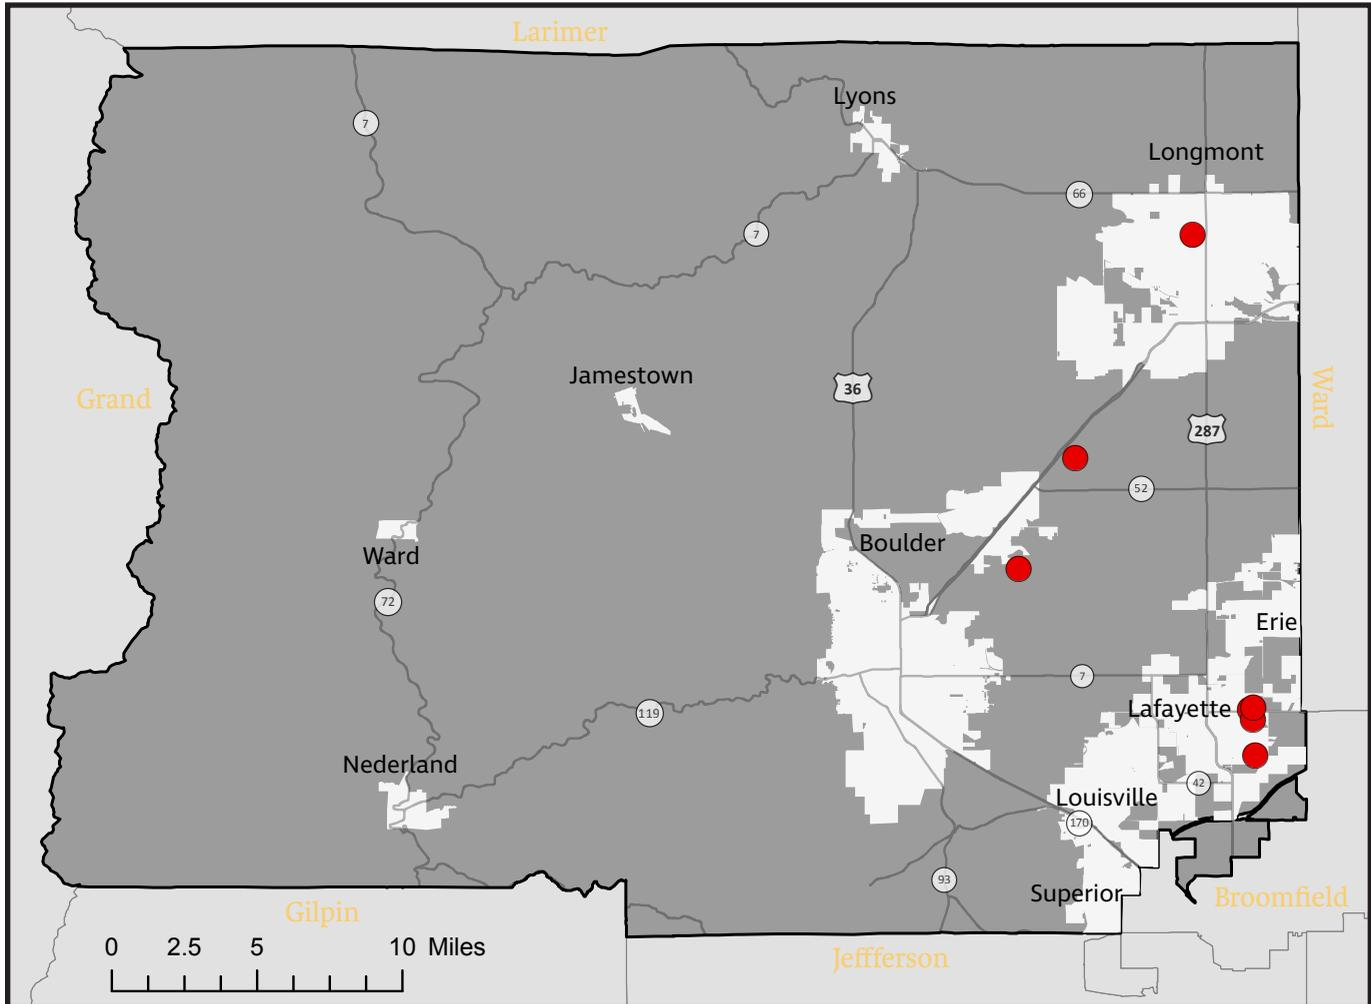 Larimer
Lyons
7
Longmont
66
7
Jamestown
36
Grand
Ward
287
52
Boulder
Ward
72
Erie
7
Lafayette
119
Nederland
42
Louisville
170
93
Superior
Broomfield
Gilpin
0 2.5 5 10 Miles
Jeffferson